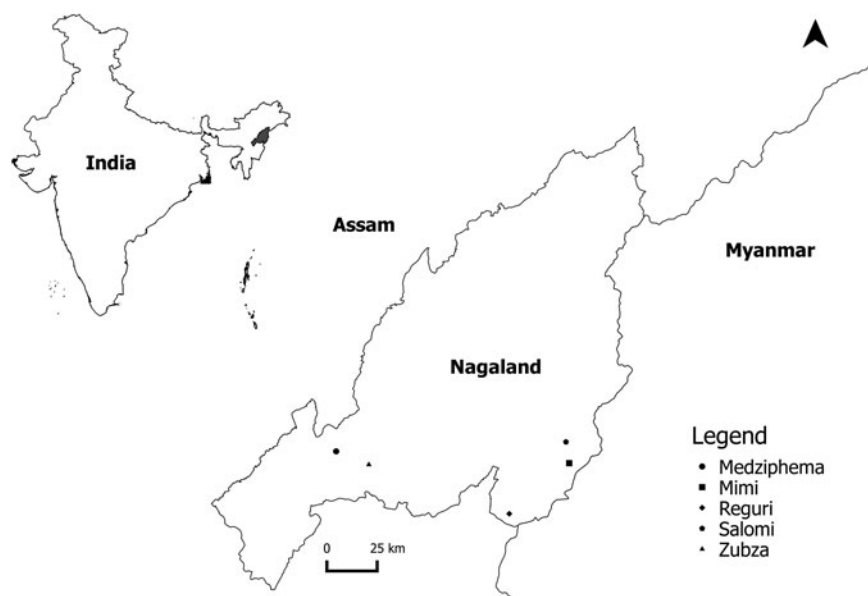 India
Assam
Myanmar
Nagaland
Legend
Medziphema
Mimi
Reguri
Salomi
Zubza
0 25 km